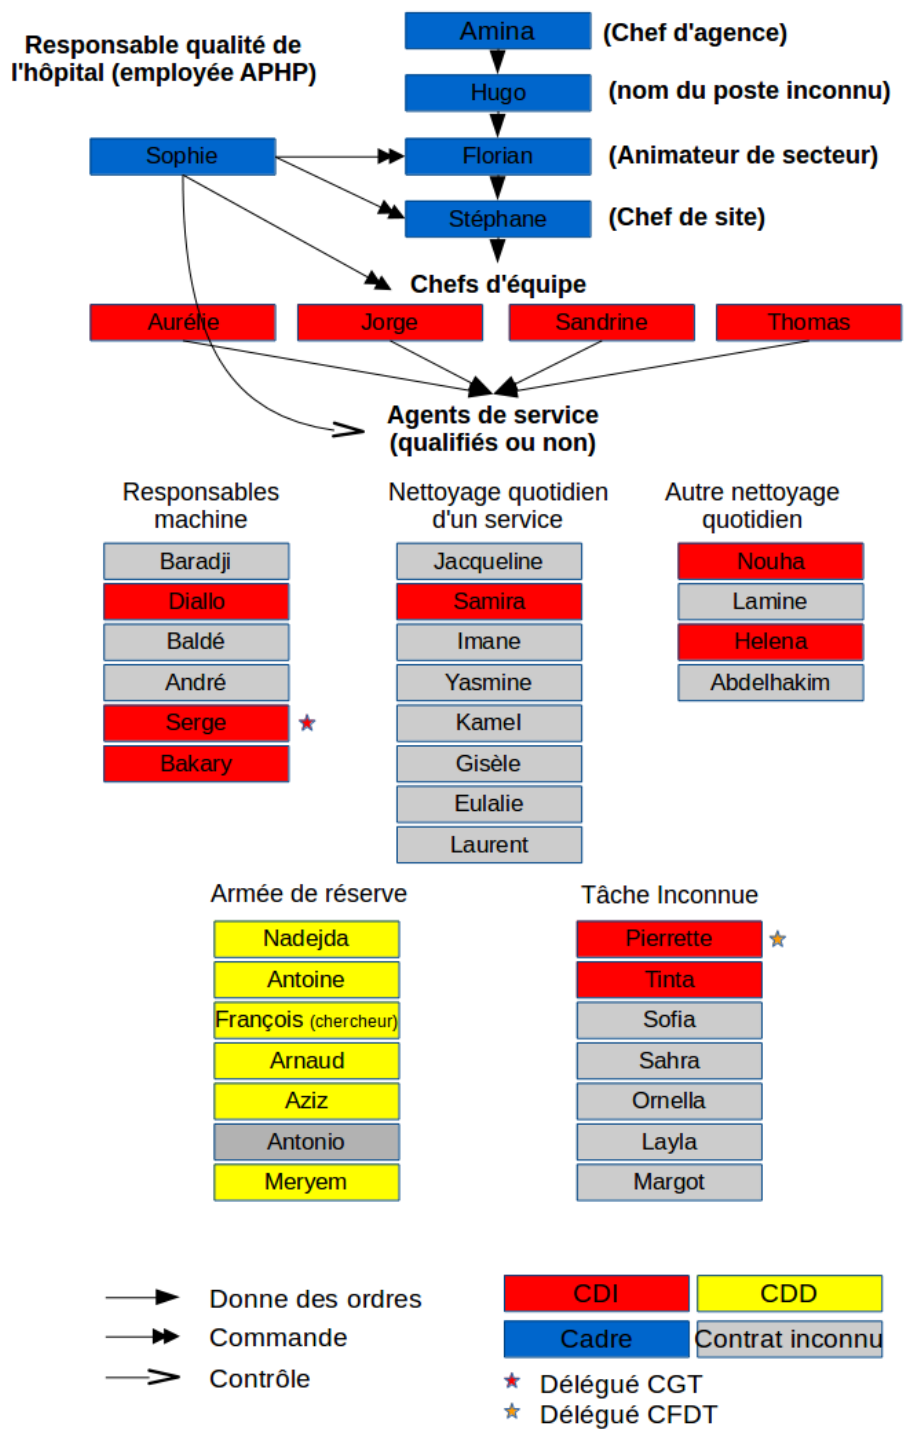 Responsable qualité de
l'hôpital (employée APHP)
Amina
(Chef d'agence)
Hugo
(nom du poste inconnu)
Sophie
Florian
(Animateur de secteur)
Stéphane
(Chef de site)
Chefs d'équipe
Aurélie
Jorge
Sandrine
Thomas
Agents de service
(qualifiés ou non)
Responsables
machine
Baradji
Diallo
Baldé
André
Serge
Bakary
Nettoyage quotidien
d'un service
Jacqueline
Samira
Imane
Yasmine
Kamel
Gisèle
Eulalie
Laurent
Autre nettoyage
quotidien
Nouha
Lamine
Helena
Abdelhakim
Armée de réserve
Nadejda
Antoine
François (chercheur)
Arnaud
Aziz
Antonio
Meryem
Tâche Inconnue
Pierrette
Tinta
Sofia
Sahra
Ornella
Layla
Margot
Donne des ordres
Commande
Contrôle
CDI
CDD
Cadre
Contrat inconnu
Délégué CGT
Délégué CFDT